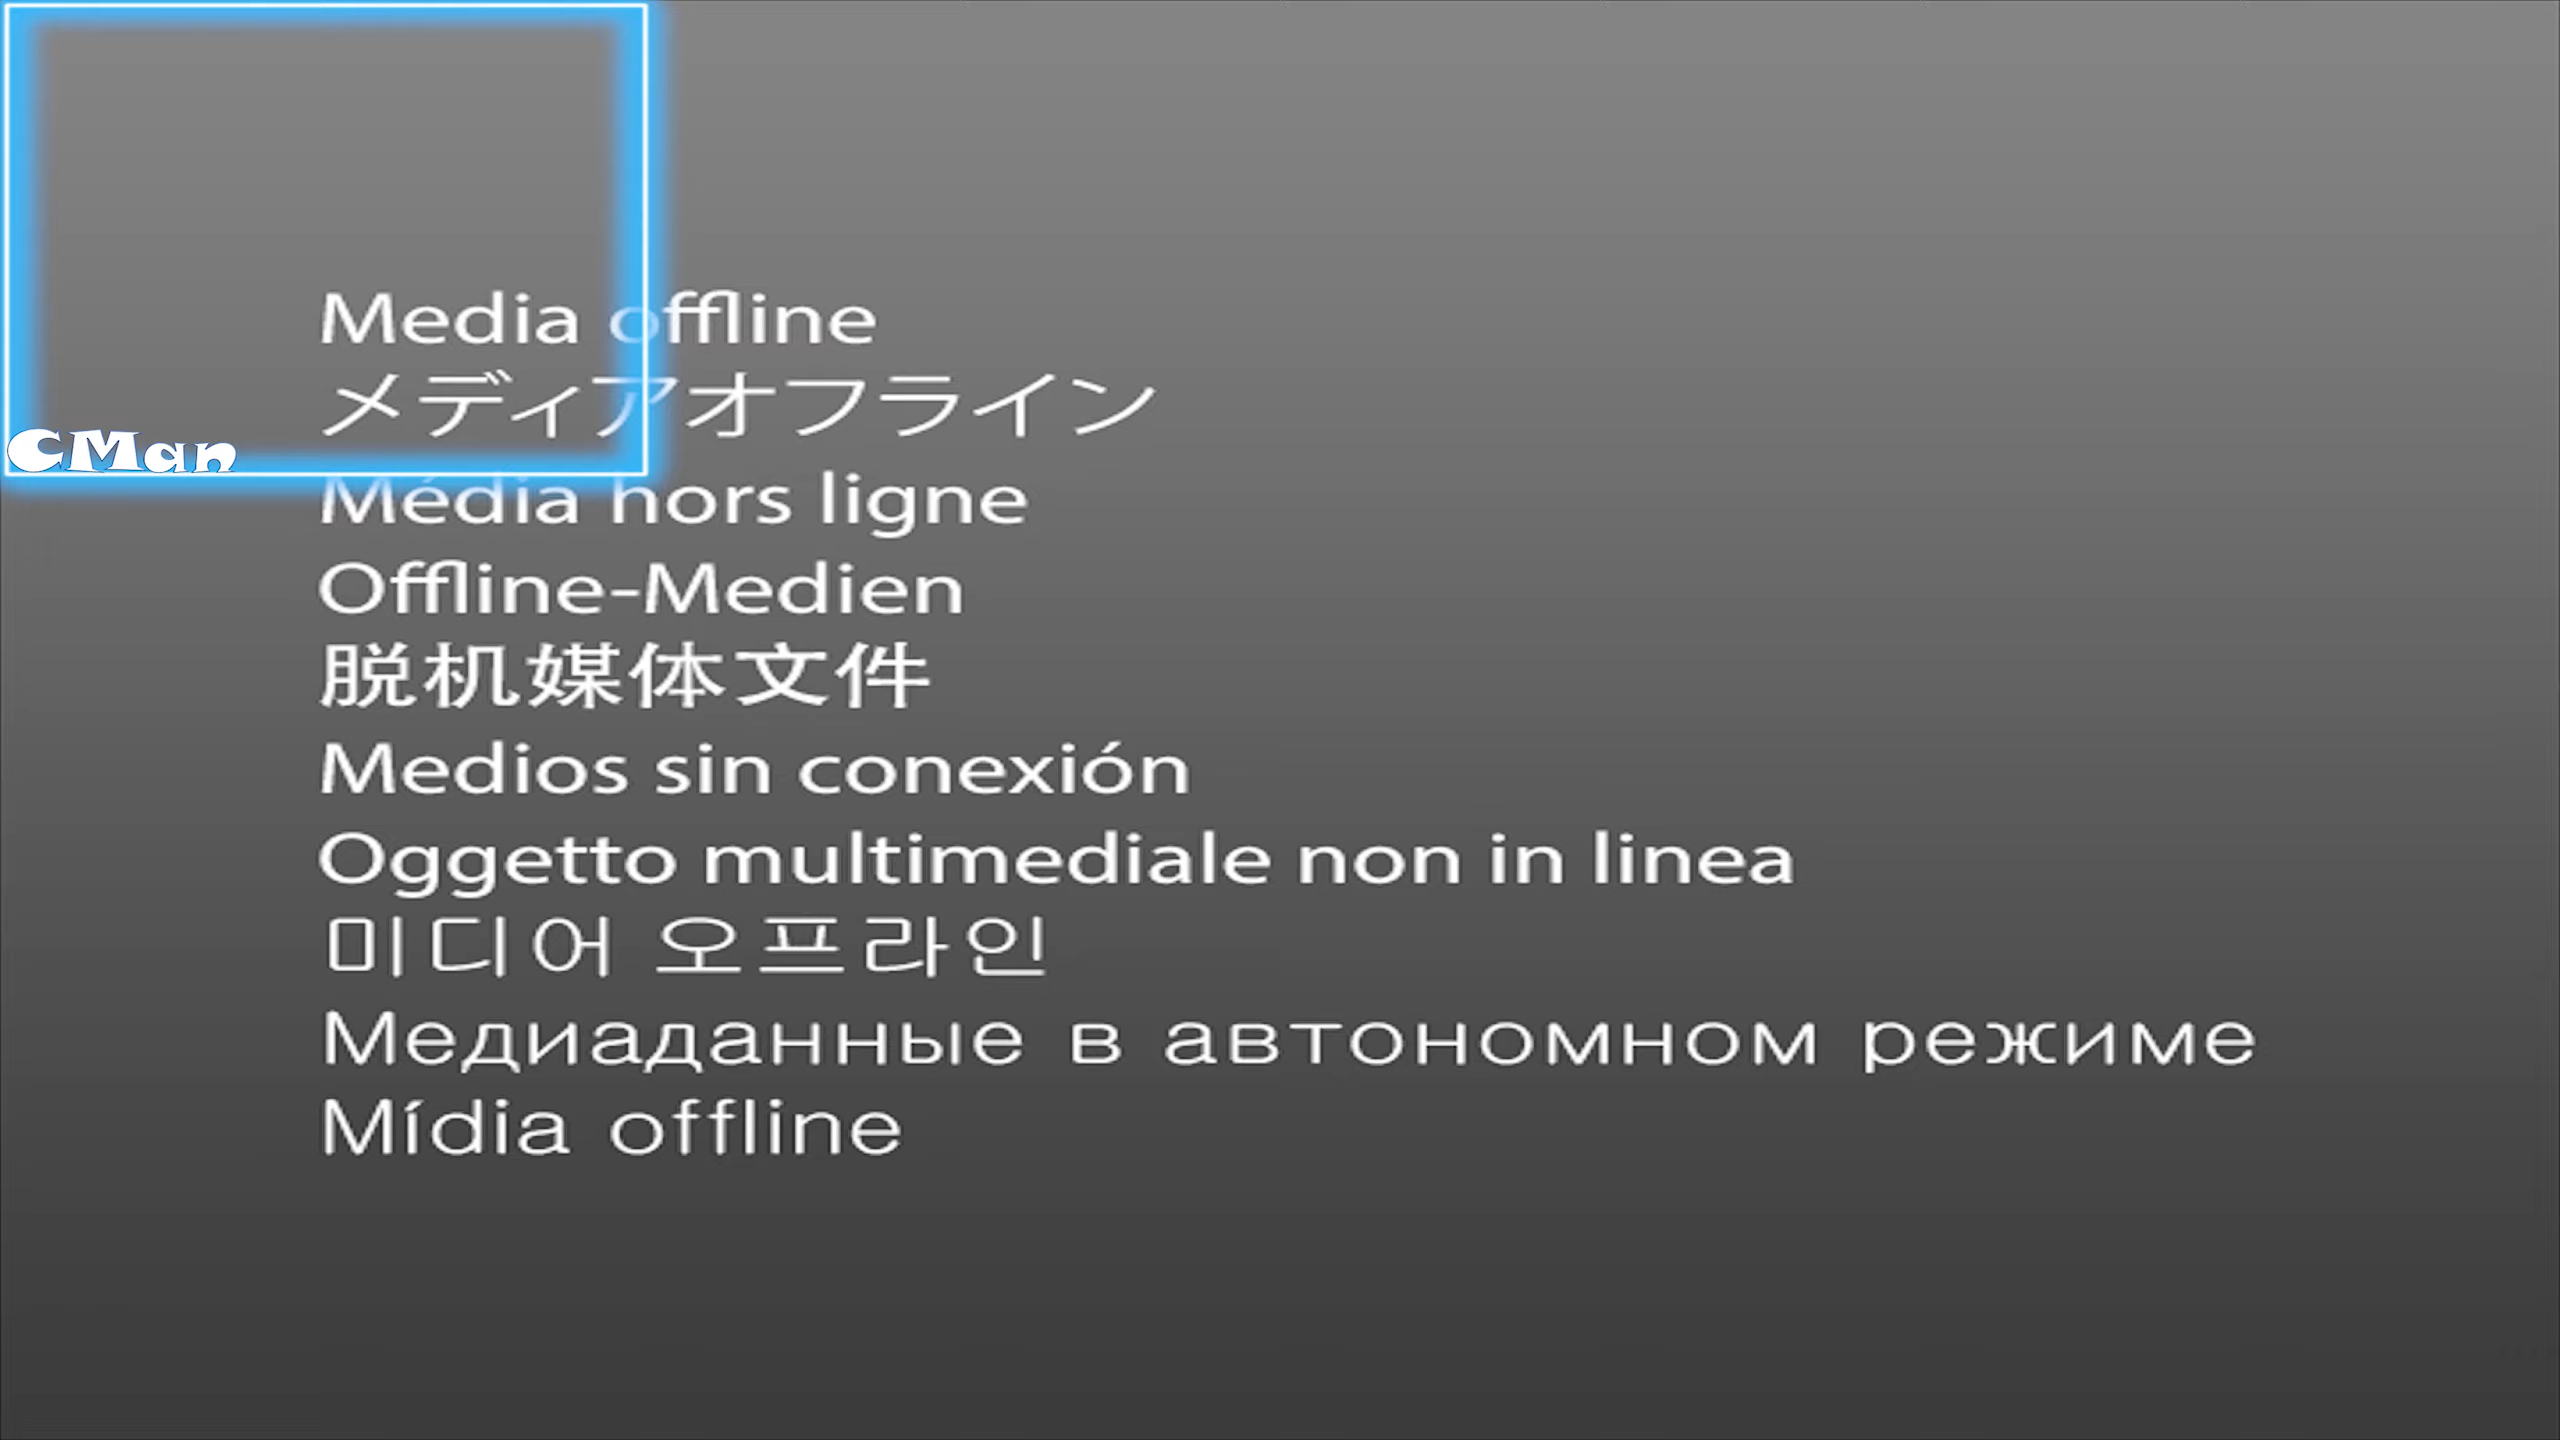 Media offline
メディアオフライン
CMan
Média hors ligne
Offline-Medien
脱机媒体文件
Medios sin conexión
Oggetto multimediale non in linea
미디어 오프라인
Медиаданные в автономном режиме
Mídia offline